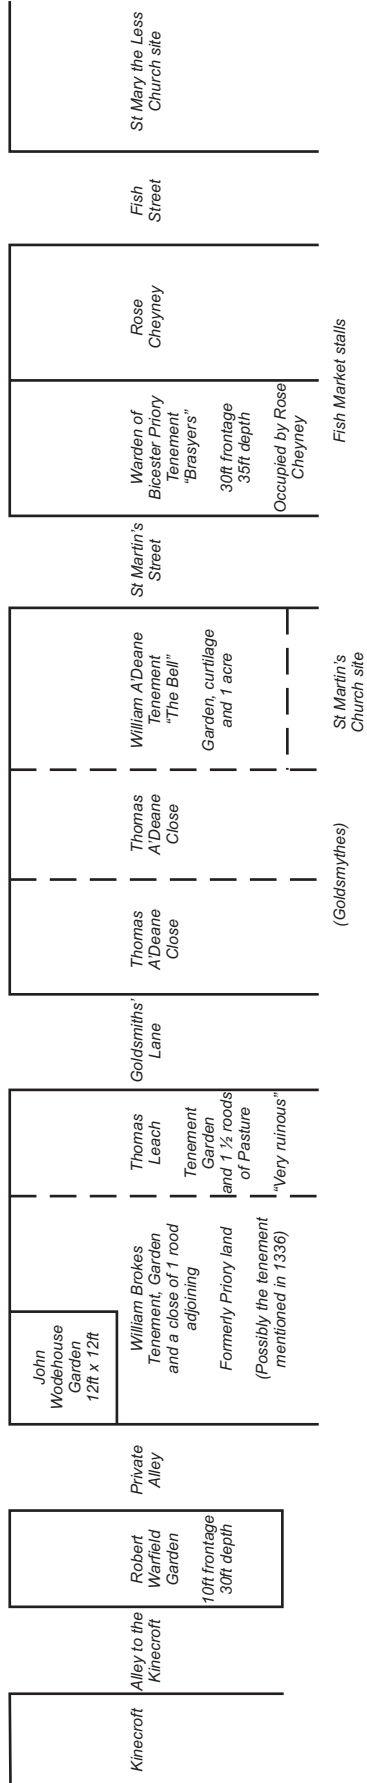 Kinecroft
Alley to the
Kinecroft
Robert
Warfield
Garden
10ft frontage
30ft depth
Private
Alley
John
Wodehouse
Garden
12ft x 12ft
William Brokes
Tenement, Garden
and a close of 1 rood
adjoining
Formerly Priory land
(Possibly the tenement
mentioned in 1336)
Thomas
Leach
Tenement
Garden
and 1 ½ roods
of Pasture
“Very ruinous”
Goldsmiths’
Lane
Thomas
A’Deane
Close
Thomas
A’Deane
Close
(Goldsmythes)
William A’Deane
Tenement
“The Bell”
Garden, curtilage
and 1 acre
St Martin’s
Church site
St Martin’s
Street
Warden of
Bicester Priory
Tenement
“Brasyers”
30ft frontage
35ft depth
Occupied by Rose
Cheyney
Rose
Cheyney
Fish Market stalls
Fish
Street
St Mary the Less
Church site